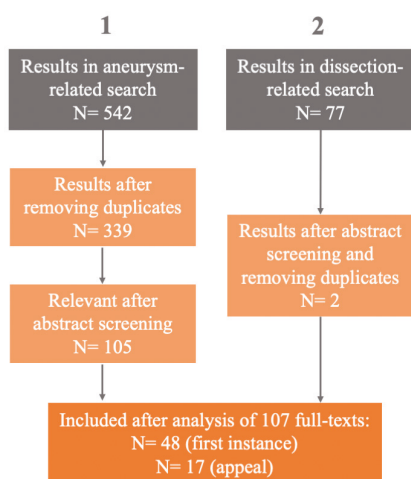 1
2
Results in aneurysm-
related search
N= 542
Results in dissection-
related search
N= 77
Results after
removing duplicates
N= 339
Results after abstract
screening and
removing duplicates
N= 2
Relevant after
abstract screening
N= 105
Included after analysis of 107 full-texts:
N= 48 (first instance)
N= 17 (appeal)